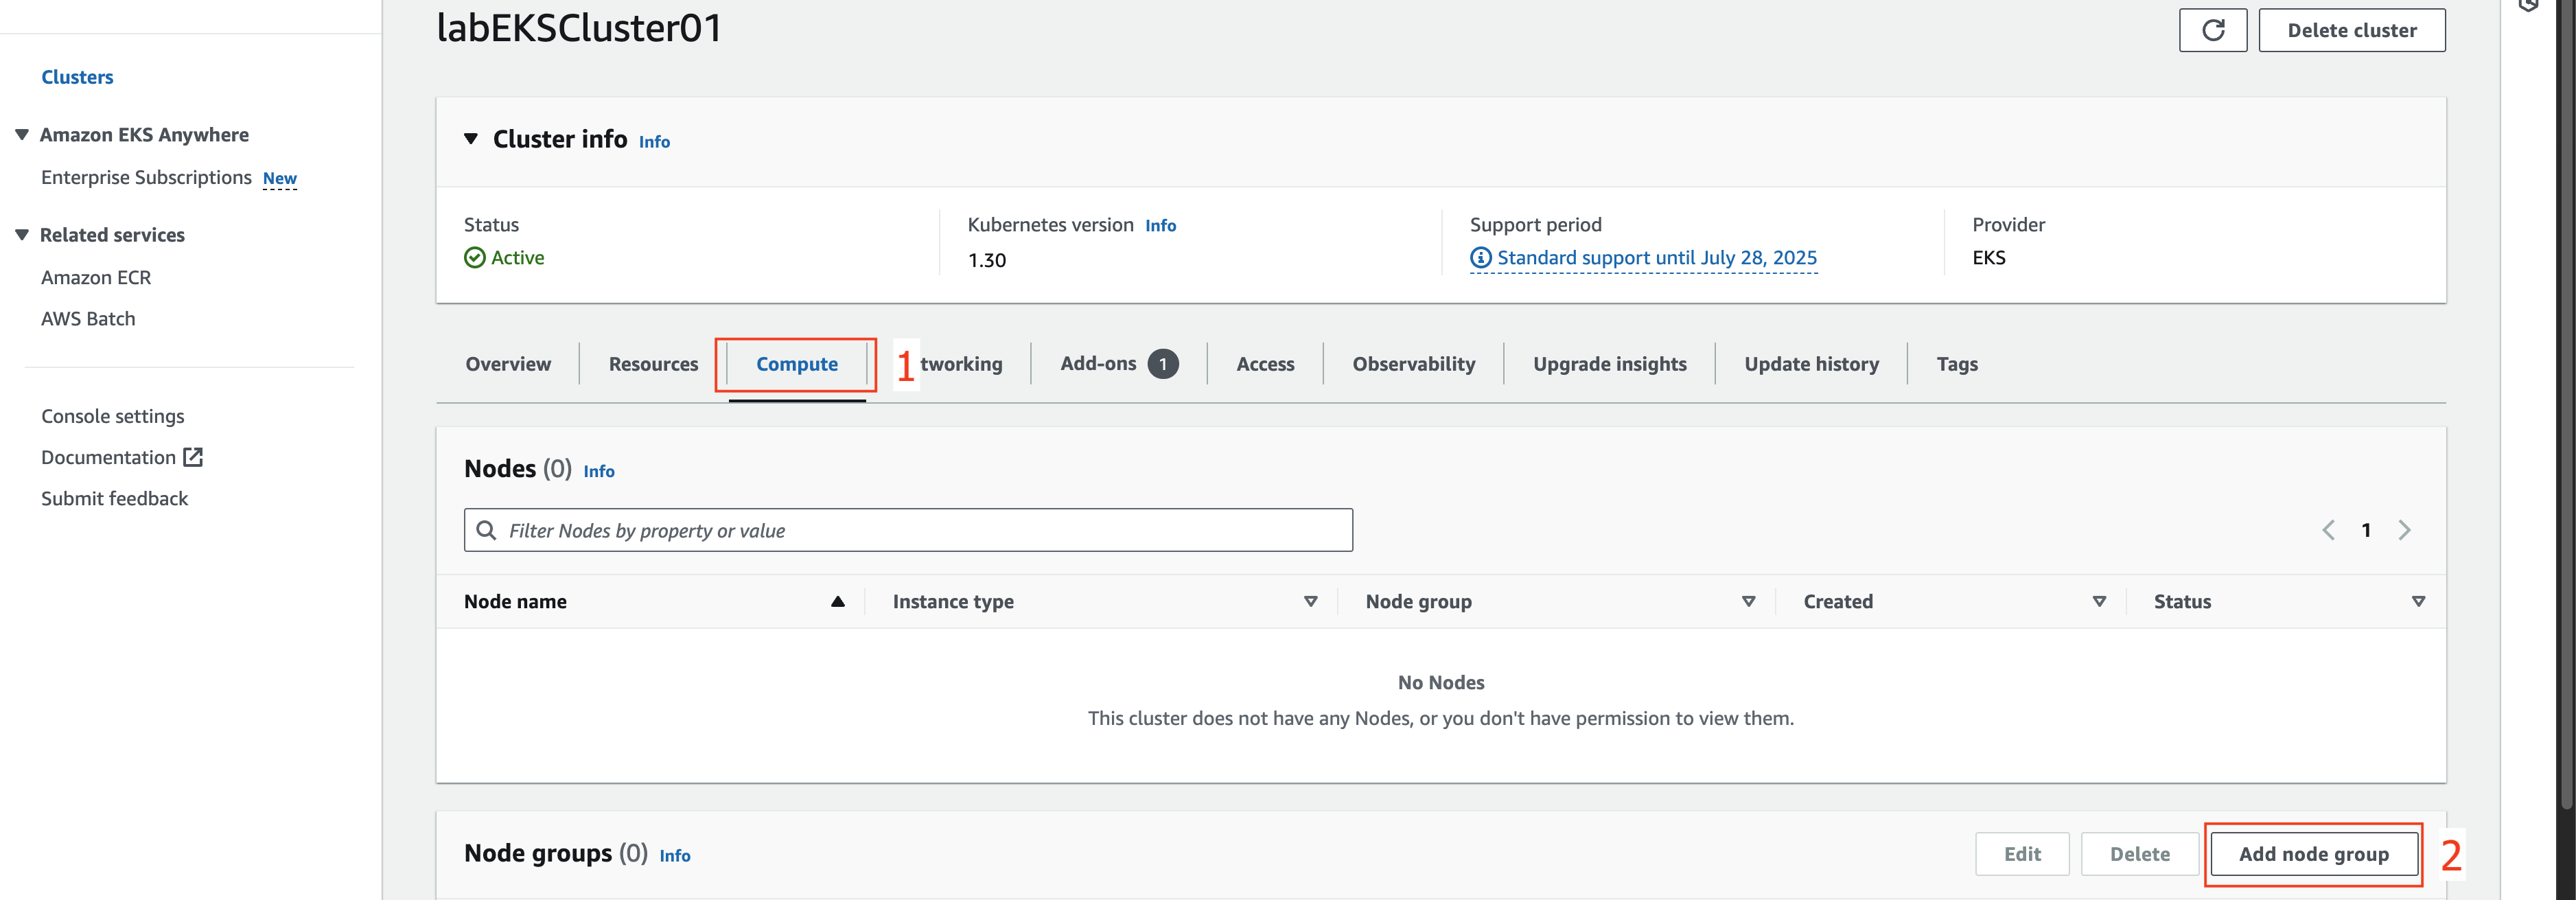 labEKSCluster01
Delete cluster
Clusters
Amazon EKS Anywhere
Enterprise Subscriptions New
Related services
Amazon ECR
AWS Batch
Console settings
Documentation
Submit feedback
Cluster info Info
Status
Active
Kubernetes version Info
1.30
Support period
Standard support until July 28, 2025
Provider
EKS
Overview Resources Compute 1 tworking Add-ons 1 Access Observability Upgrade insights Update history Tags
Nodes (0) Info
Filter Nodes by property or value
1
Node name Instance type Node group Created Status
No Nodes
This cluster does not have any Nodes, or you don't have permission to view them.
Node groups (0) Info
Edit Delete Add node group 2